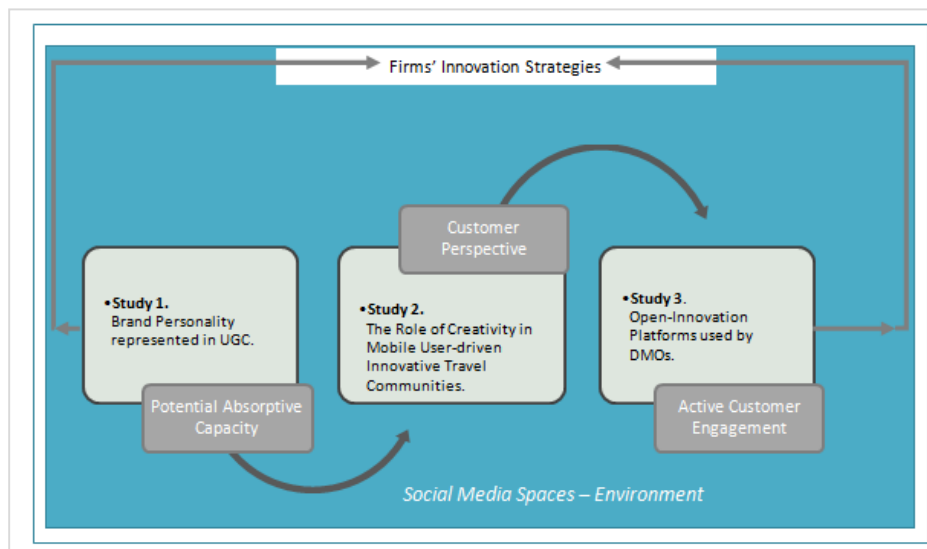 Firms' Innovation Strategies
Customer
Perspective
•Study 1.
Brand Personality
represented in UGC.
Potential Absorptive
Capacity
•Study 2.
The Role of Creativity in
Mobile User-driven
Innovative Travel
Communities.
•Study 3.
Open-Innovation
Platforms used by
DMOs.
Active Customer
Engagement
Social Media Spaces – Environment